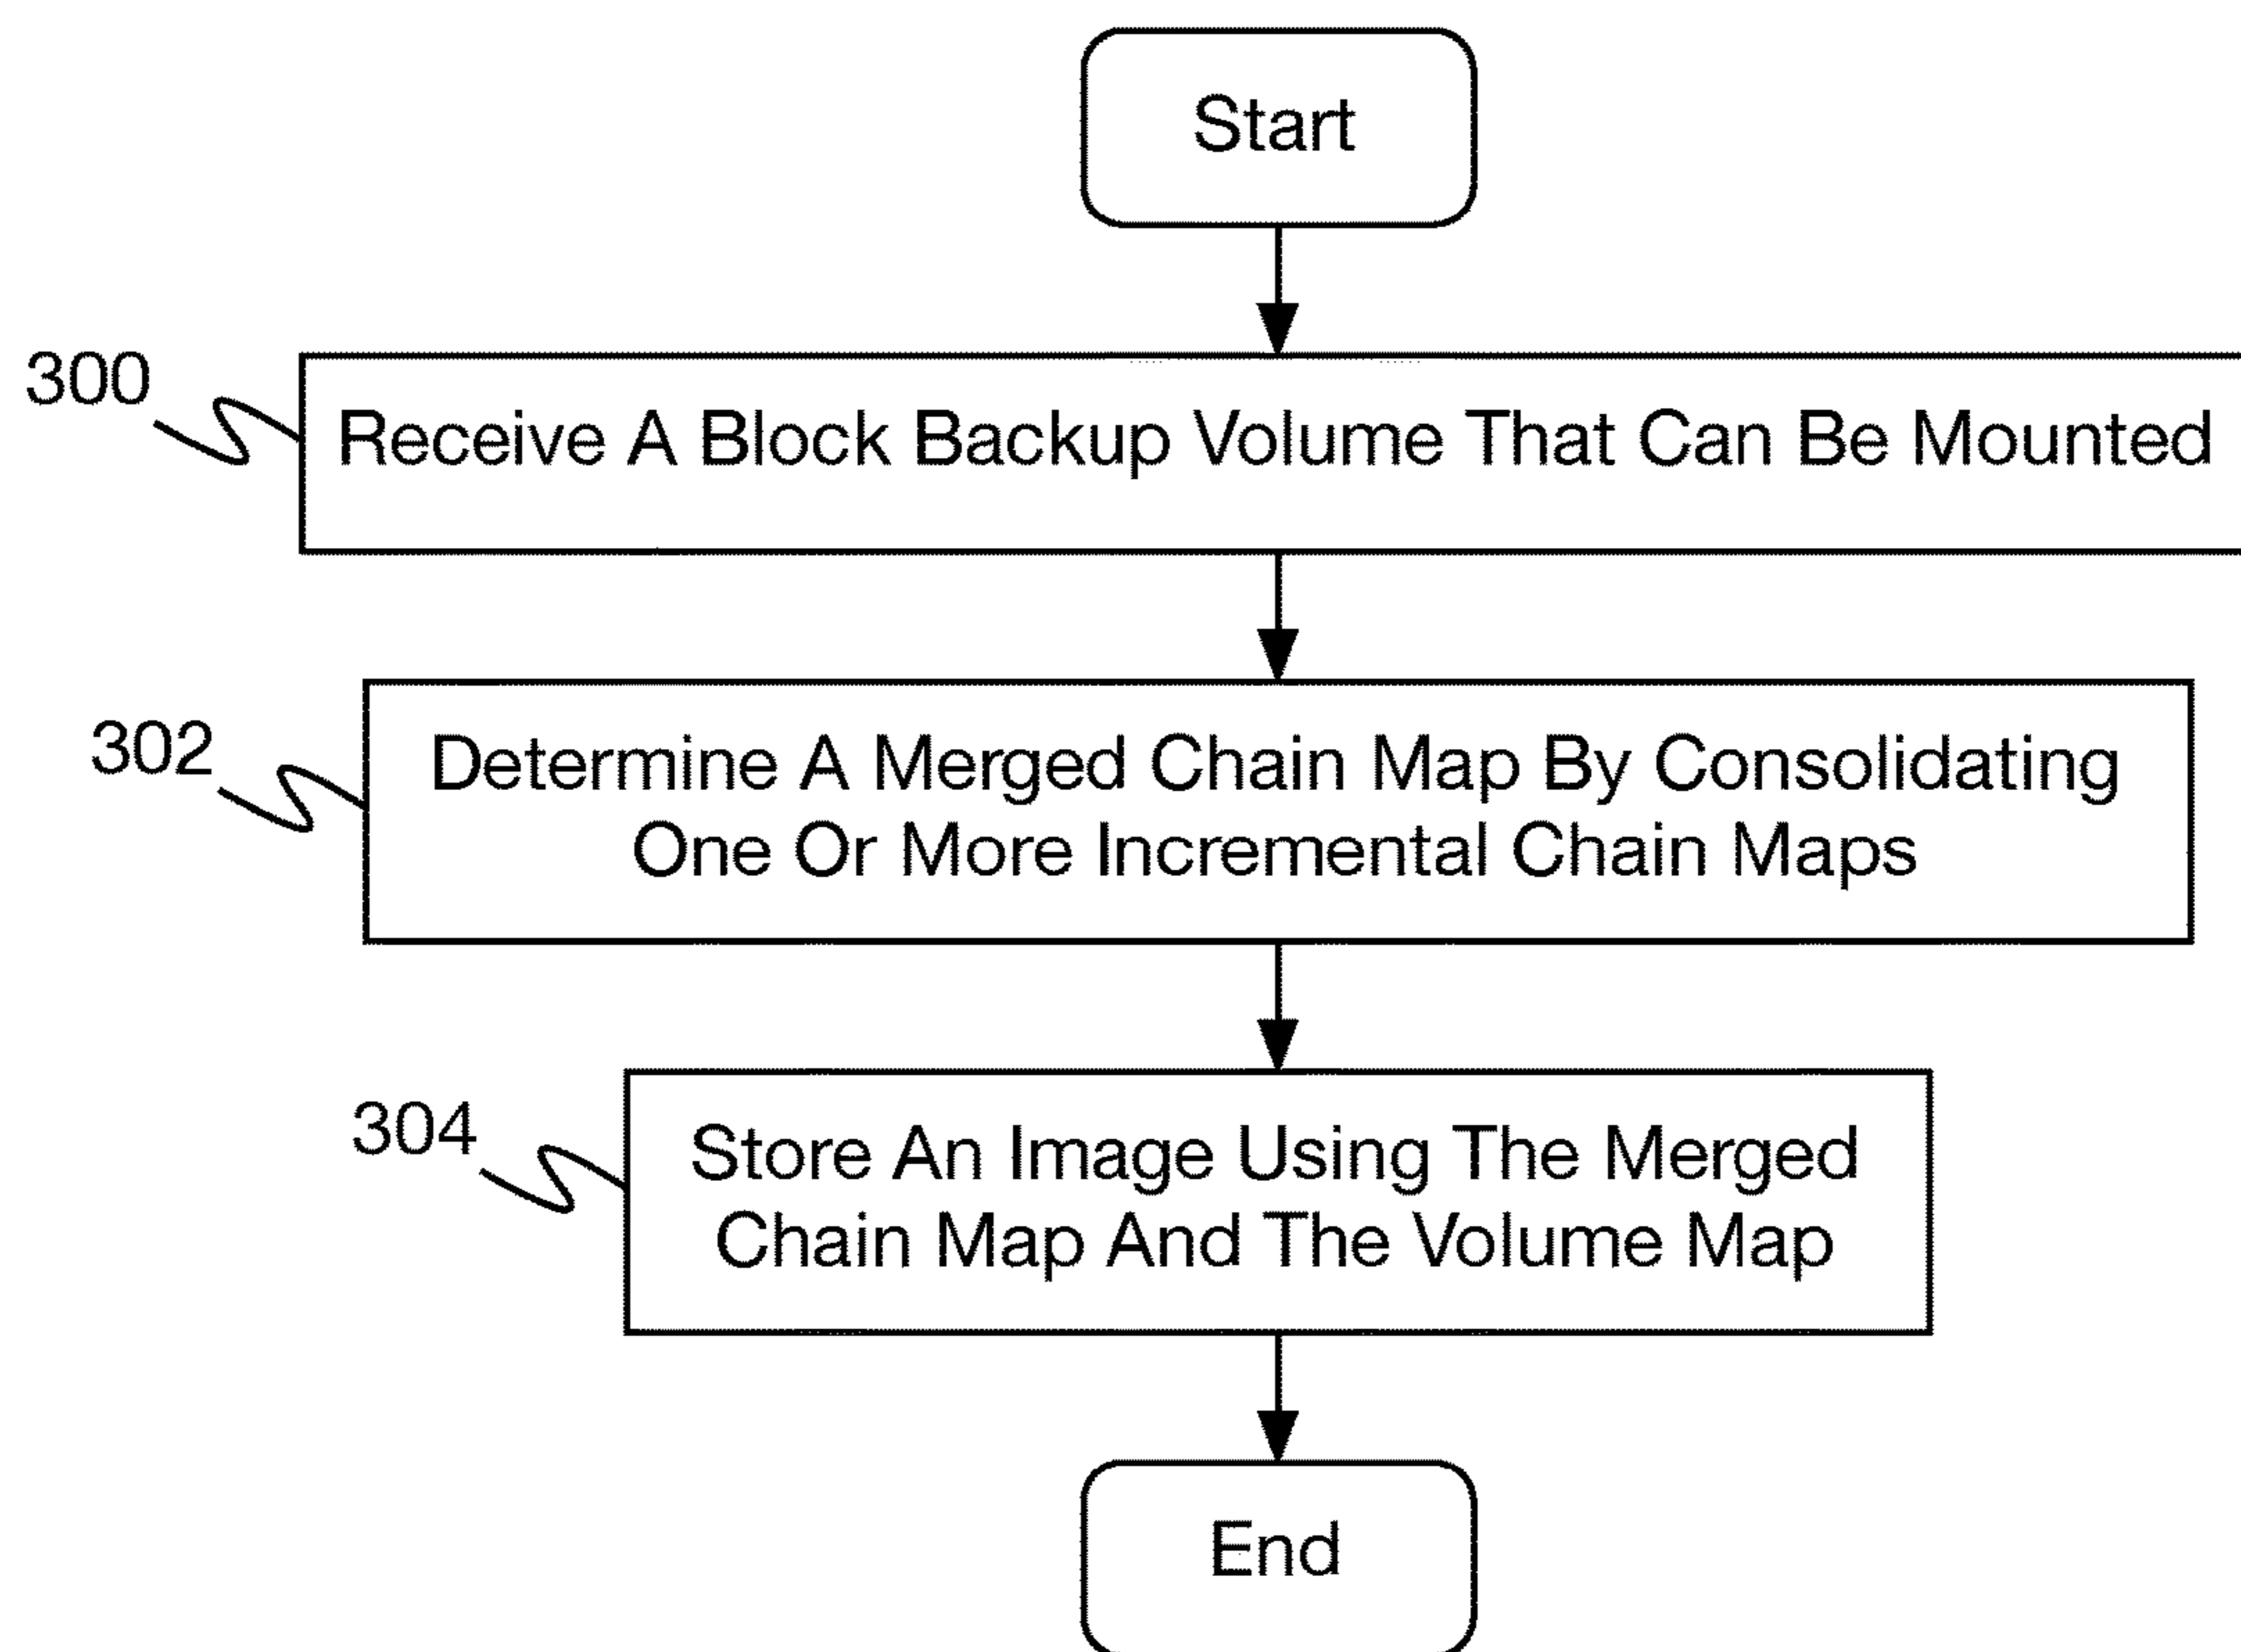 Start
300
Receive A Block Backup Volume That Can Be Mounted
302
Determine A Merged Chain Map By Consolidating
One Or More Incremental Chain Maps
304
Store An Image Using The Merged
Chain Map And The Volume Map
End